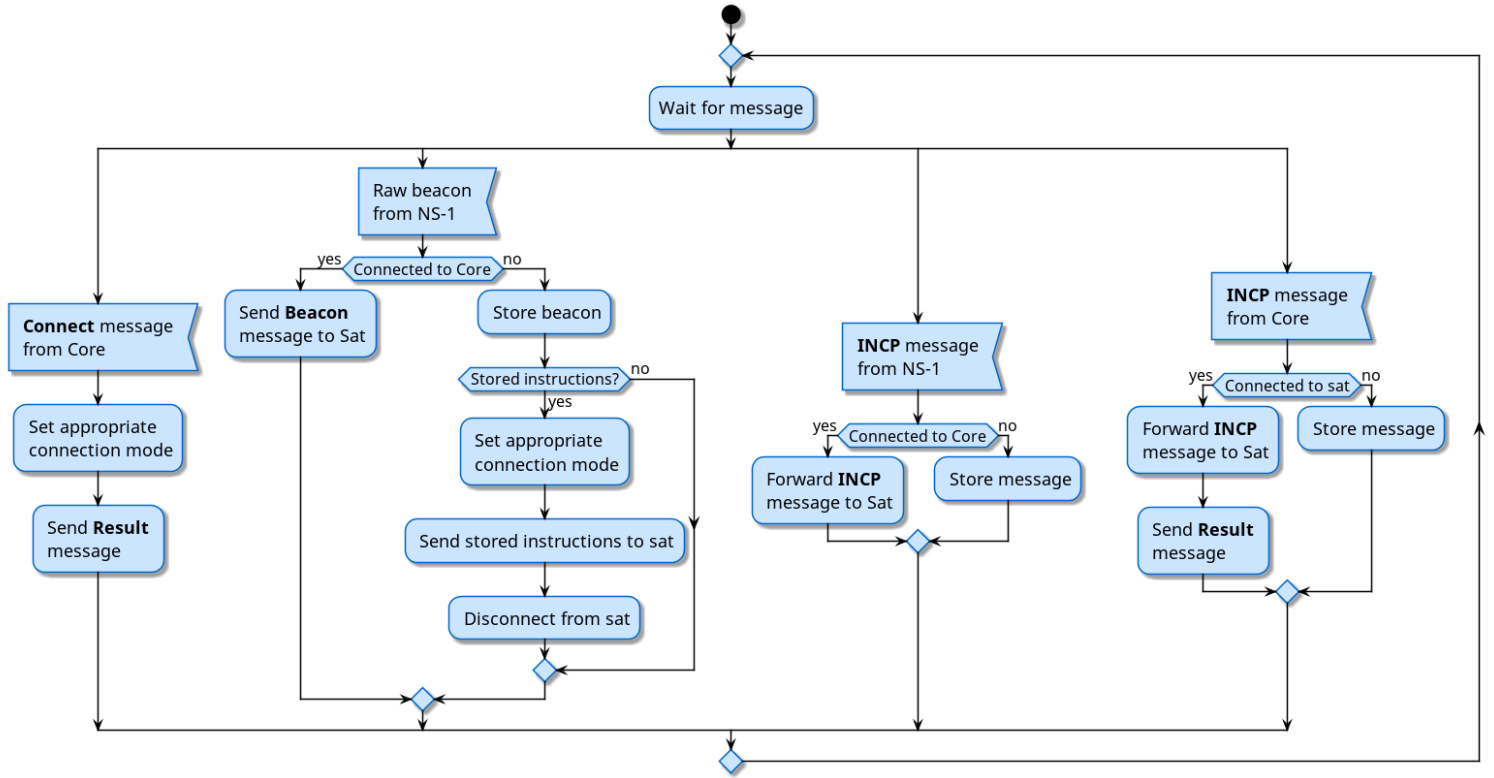 Wait for message
Connect message
from Core
Set appropriate
connection mode
Send Result
message
Raw beacon
from NS-1
yes
Connected to Core
no
Send Beacon
message to Sat
Store beacon
Stored instructions?
no
yes
Set appropriate
connection mode
Send stored instructions to sat
Disconnect from sat
INCP message
from NS-1
yes
Connected to Core
no
Forward INCP
message to Sat
Store message
INCP message
from Core
yes
Connected to sat
no
Forward INCP
message to Sat
Store message
Send Result
message